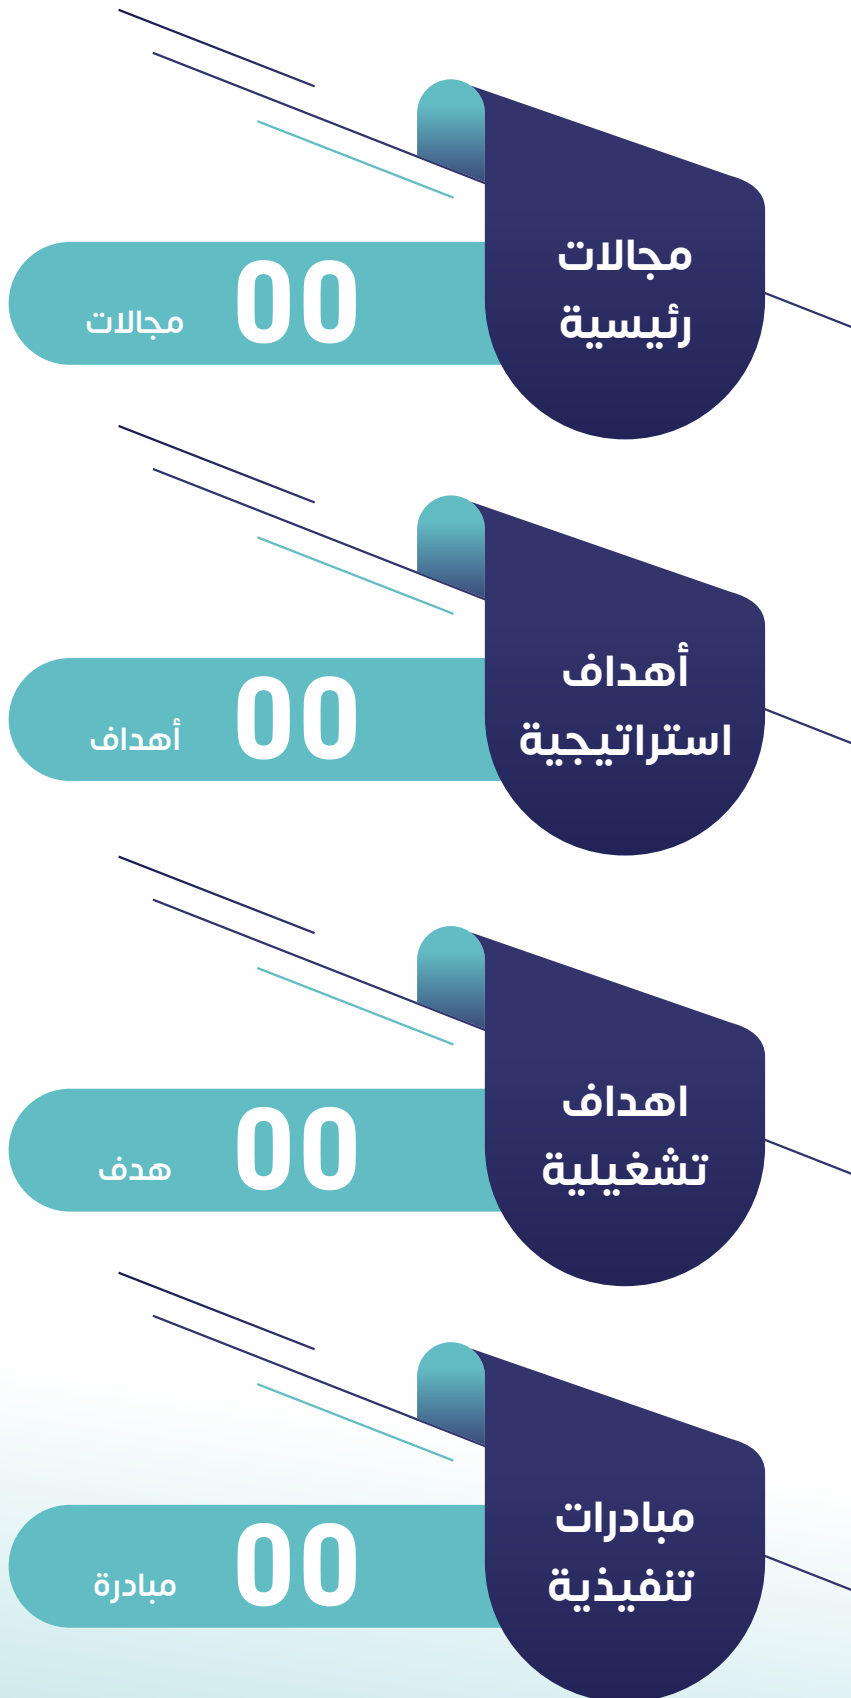 مجالات
رئيسية
00 مجالات
أهداف
استراتيجية
00 أهداف
اهداف
تشغيلية
00 هدف
مبادرات
تنفيذية
00 مبادرة